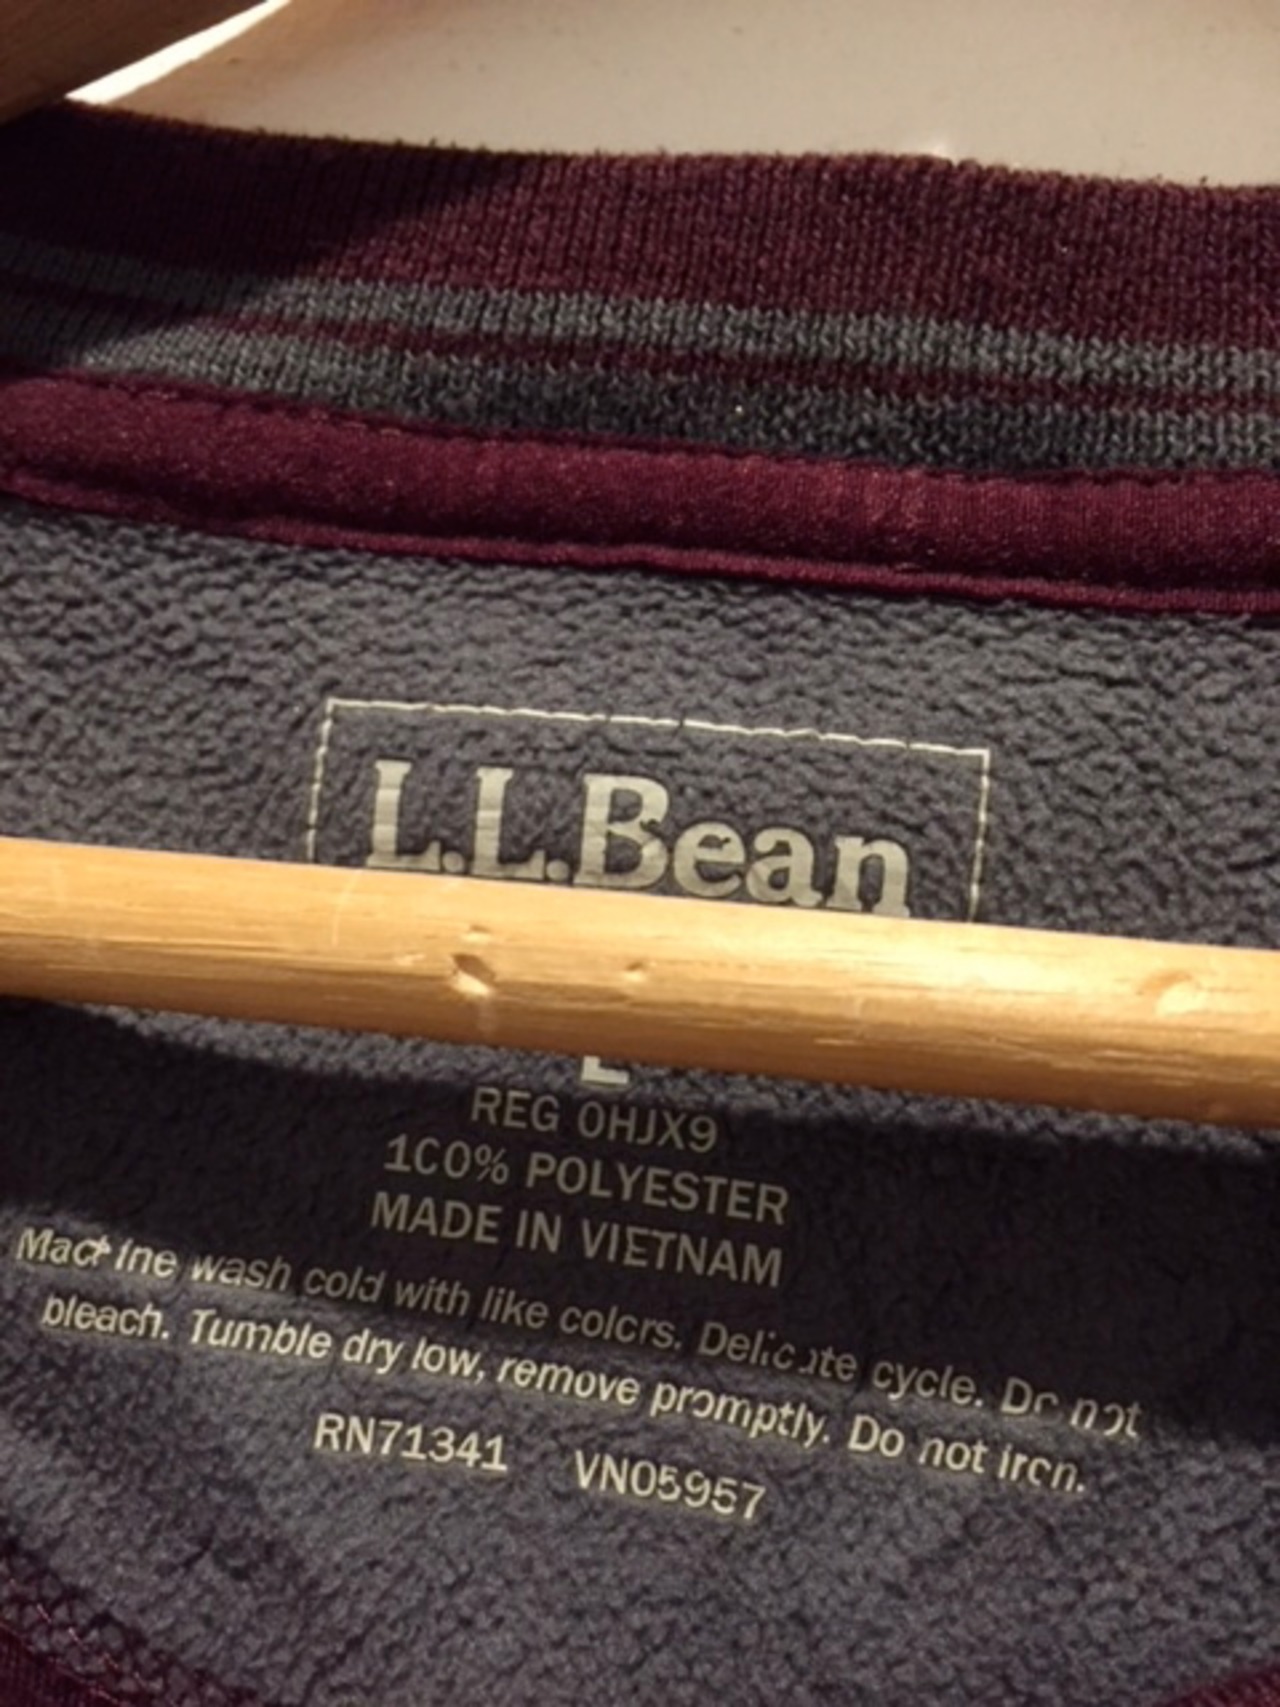 L.L.Bean
L
REG 0HJX9
100% POLYESTER
MADE IN VIETNAM
Machine wash cold with like colors. Delicate cycle. Do not
bleach. Tumble dry low, remove promptly. Do not iron.
RN71341 VN05957